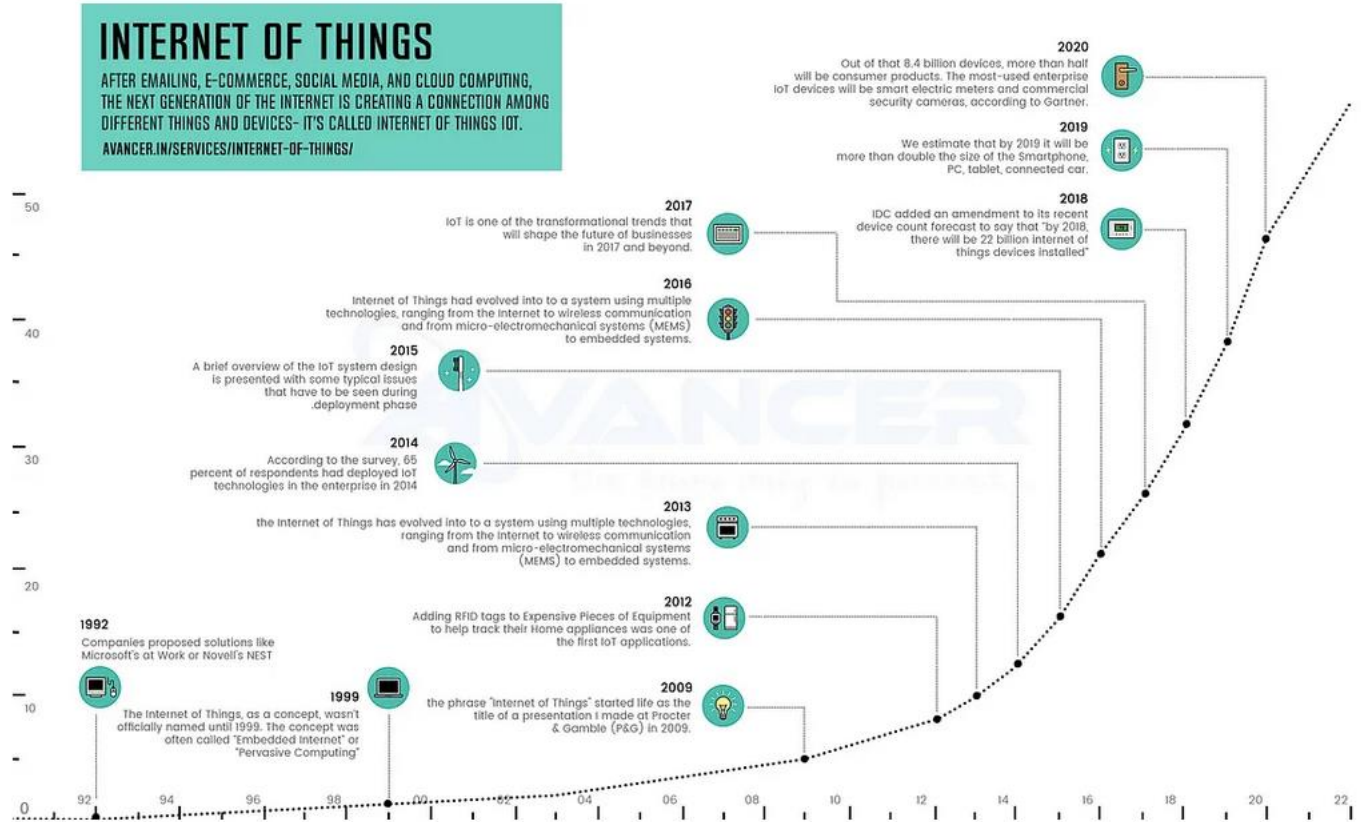 INTERNET OF THINGS
AFTER EMAILING, E-COMMERCE, SOCIAL MEDIA, AND CLOUD COMPUTING,
THE NEXT GENERATION OF THE INTERNET IS CREATING A CONNECTION AMONG
DIFFERENT THINGS AND DEVICES- IT'S CALLED INTERNET OF THINGS IOT.
AVANCER.IN/SERVICES/INTERNET-OF-THINGS/
2020
Out of that 8.4 billion devices, more than half
will be consumer products. The most-used enterprise
IoT devices will be smart electric meters and commercial
security cameras, according to Gartner.
2019
We estimate that by 2019 it will be
more than double the size of the Smartphone,
PC, tablet, connected car.
2018
IDC added an amendment to its recent
device count forecast to say that "by 2018,
there will be 22 billion internet of
things devices installed"
2017
IoT is one of the transformational trends that
will shape the future of businesses
in 2017 and beyond.
2016
Internet of Things had evolved into to a system using multiple
technologies, ranging from the Internet to wireless communication
and from micro-electromechanical systems (MEMS)
to embedded systems.
2015
A brief overview of the IoT system design
is presented with some typical issues
that have to be seen during
.deployment phase
2014
According to the survey, 65
percent of respondents had deployed IoT
technologies in the enterprise in 2014
2013
the Internet of Things has evolved into to a system using multiple technologies,
ranging from the Internet to wireless communication
and from micro-electromechanical systems
(MEMS) to embedded systems.
2012
Adding RFID tags to Expensive Pieces of Equipment
to help track their Home appliances was one of
the first IoT applications.
2009
the phrase "Internet of Things" started life as the
title of a presentation I made at Procter
& Gamble (P&G) in 2009.
1992
Companies proposed solutions like
Microsoft's at Work or Novell's NEST
1999
The Internet of Things, as a concept, wasn't
officially named until 1999. The concept was
often called "Embedded Internet" or
"Pervasive Computing"
50
40
30
20
10
0
92 94 96 98 00 02 04 06 08 10 12 14 16 18 20 22
AVANCER